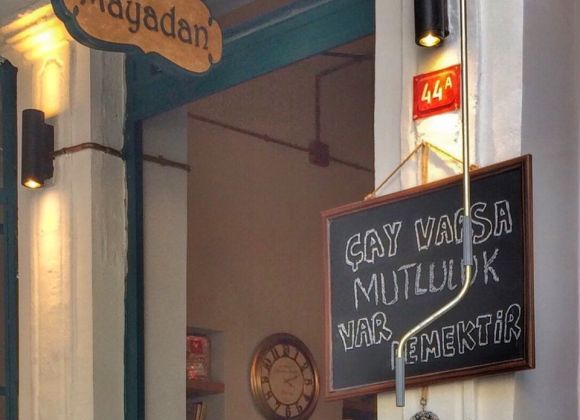 Mayadan
44A
ÇAY VARSA
MUTLULUK
VAR
DEMEKTİR